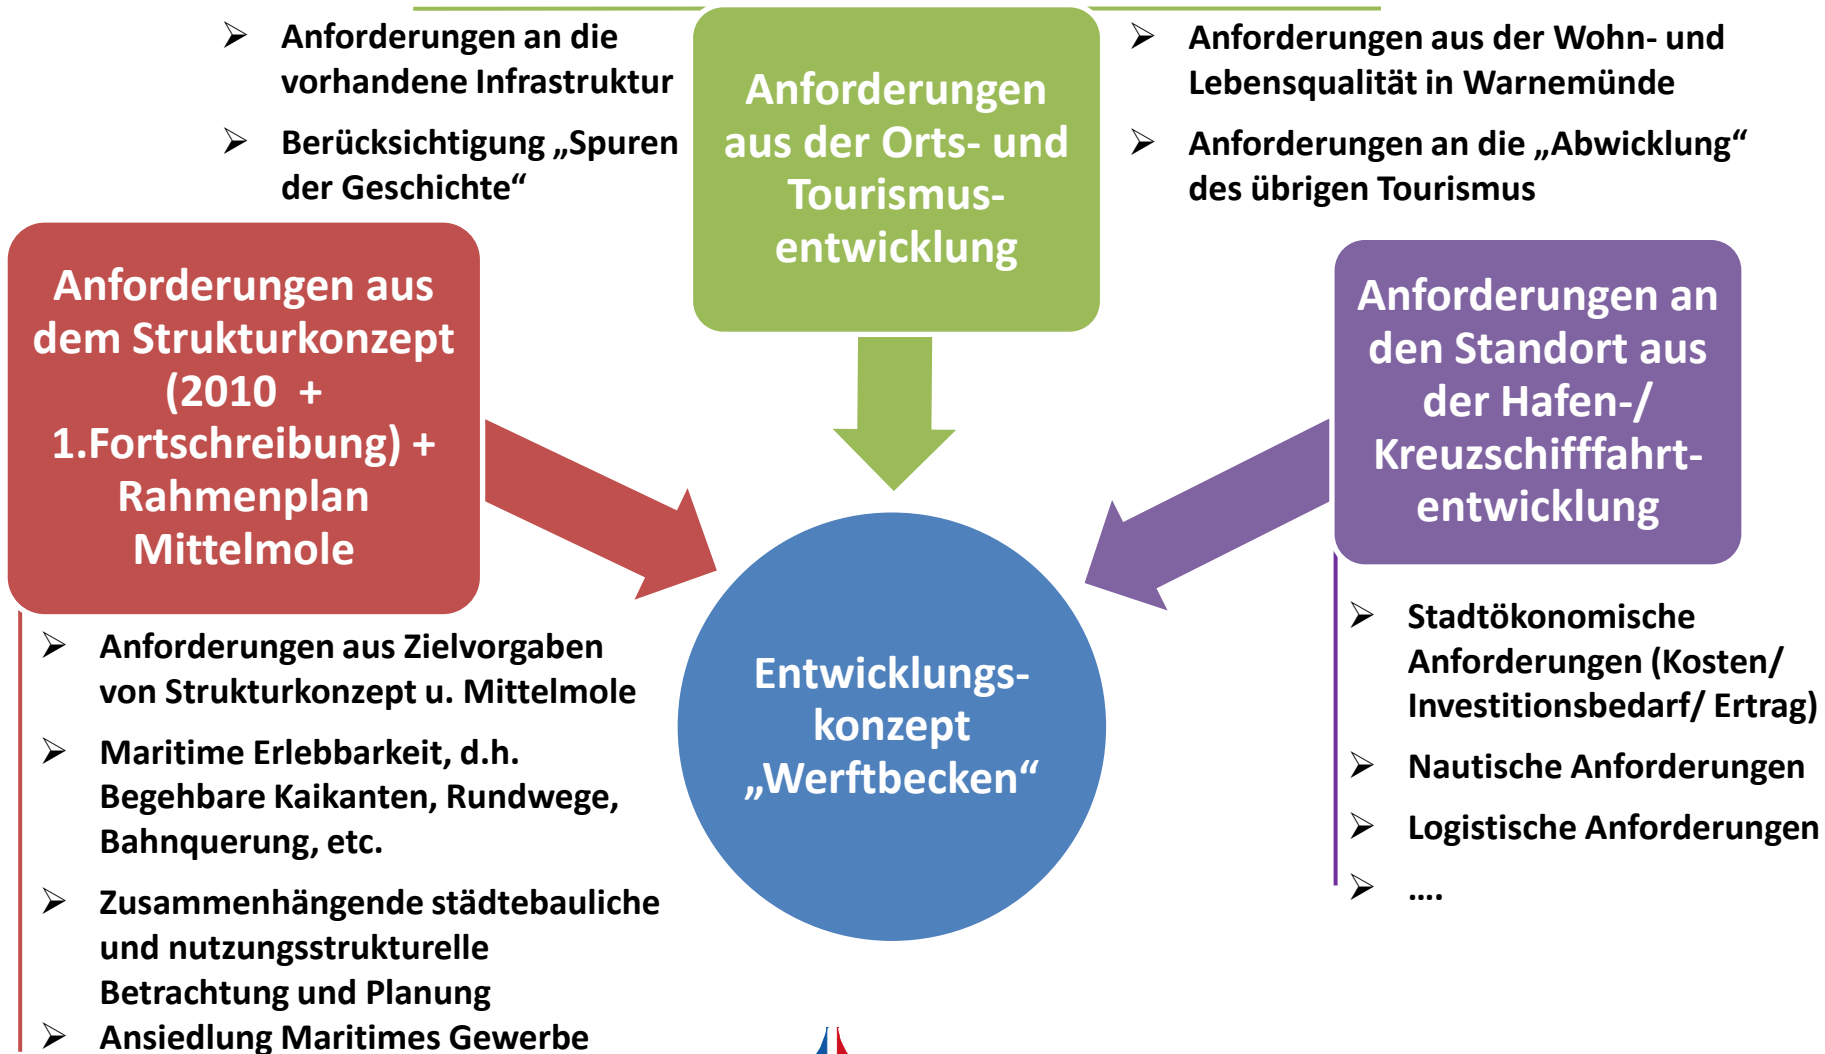 ➢ Anforderungen an die
vorhandene Infrastruktur
➢ Berücksichtigung „Spuren
der Geschichte“
Anforderungen
aus der Orts- und
Tourismus-
entwicklung
➢ Anforderungen aus der Wohn- und
Lebensqualität in Warnemünde
➢ Anforderungen an die „Abwicklung“
des übrigen Tourismus
Anforderungen aus
dem Strukturkonzept
(2010 +
1.Fortschreibung) +
Rahmenplan
Mittelmole
➢ Anforderungen aus Zielvorgaben
von Strukturkonzept u. Mittelmole
➢ Maritime Erlebbarkeit, d.h.
Begehbare Kaikanten, Rundwege,
Bahnquerung, etc.
➢ Zusammenhängende städtebauliche
und nutzungsstrukturelle
Betrachtung und Planung
➢ Ansiedlung Maritimes Gewerbe
Entwicklungs-
konzept
„Werftbecken“
Anforderungen an
den Standort aus
der Hafen-/
Kreuzschifffahrt-
entwicklung
➢ Stadtökonomische
Anforderungen (Kosten/
Investitionsbedarf/ Ertrag)
➢ Nautische Anforderungen
➢ Logistische Anforderungen
➢ ....